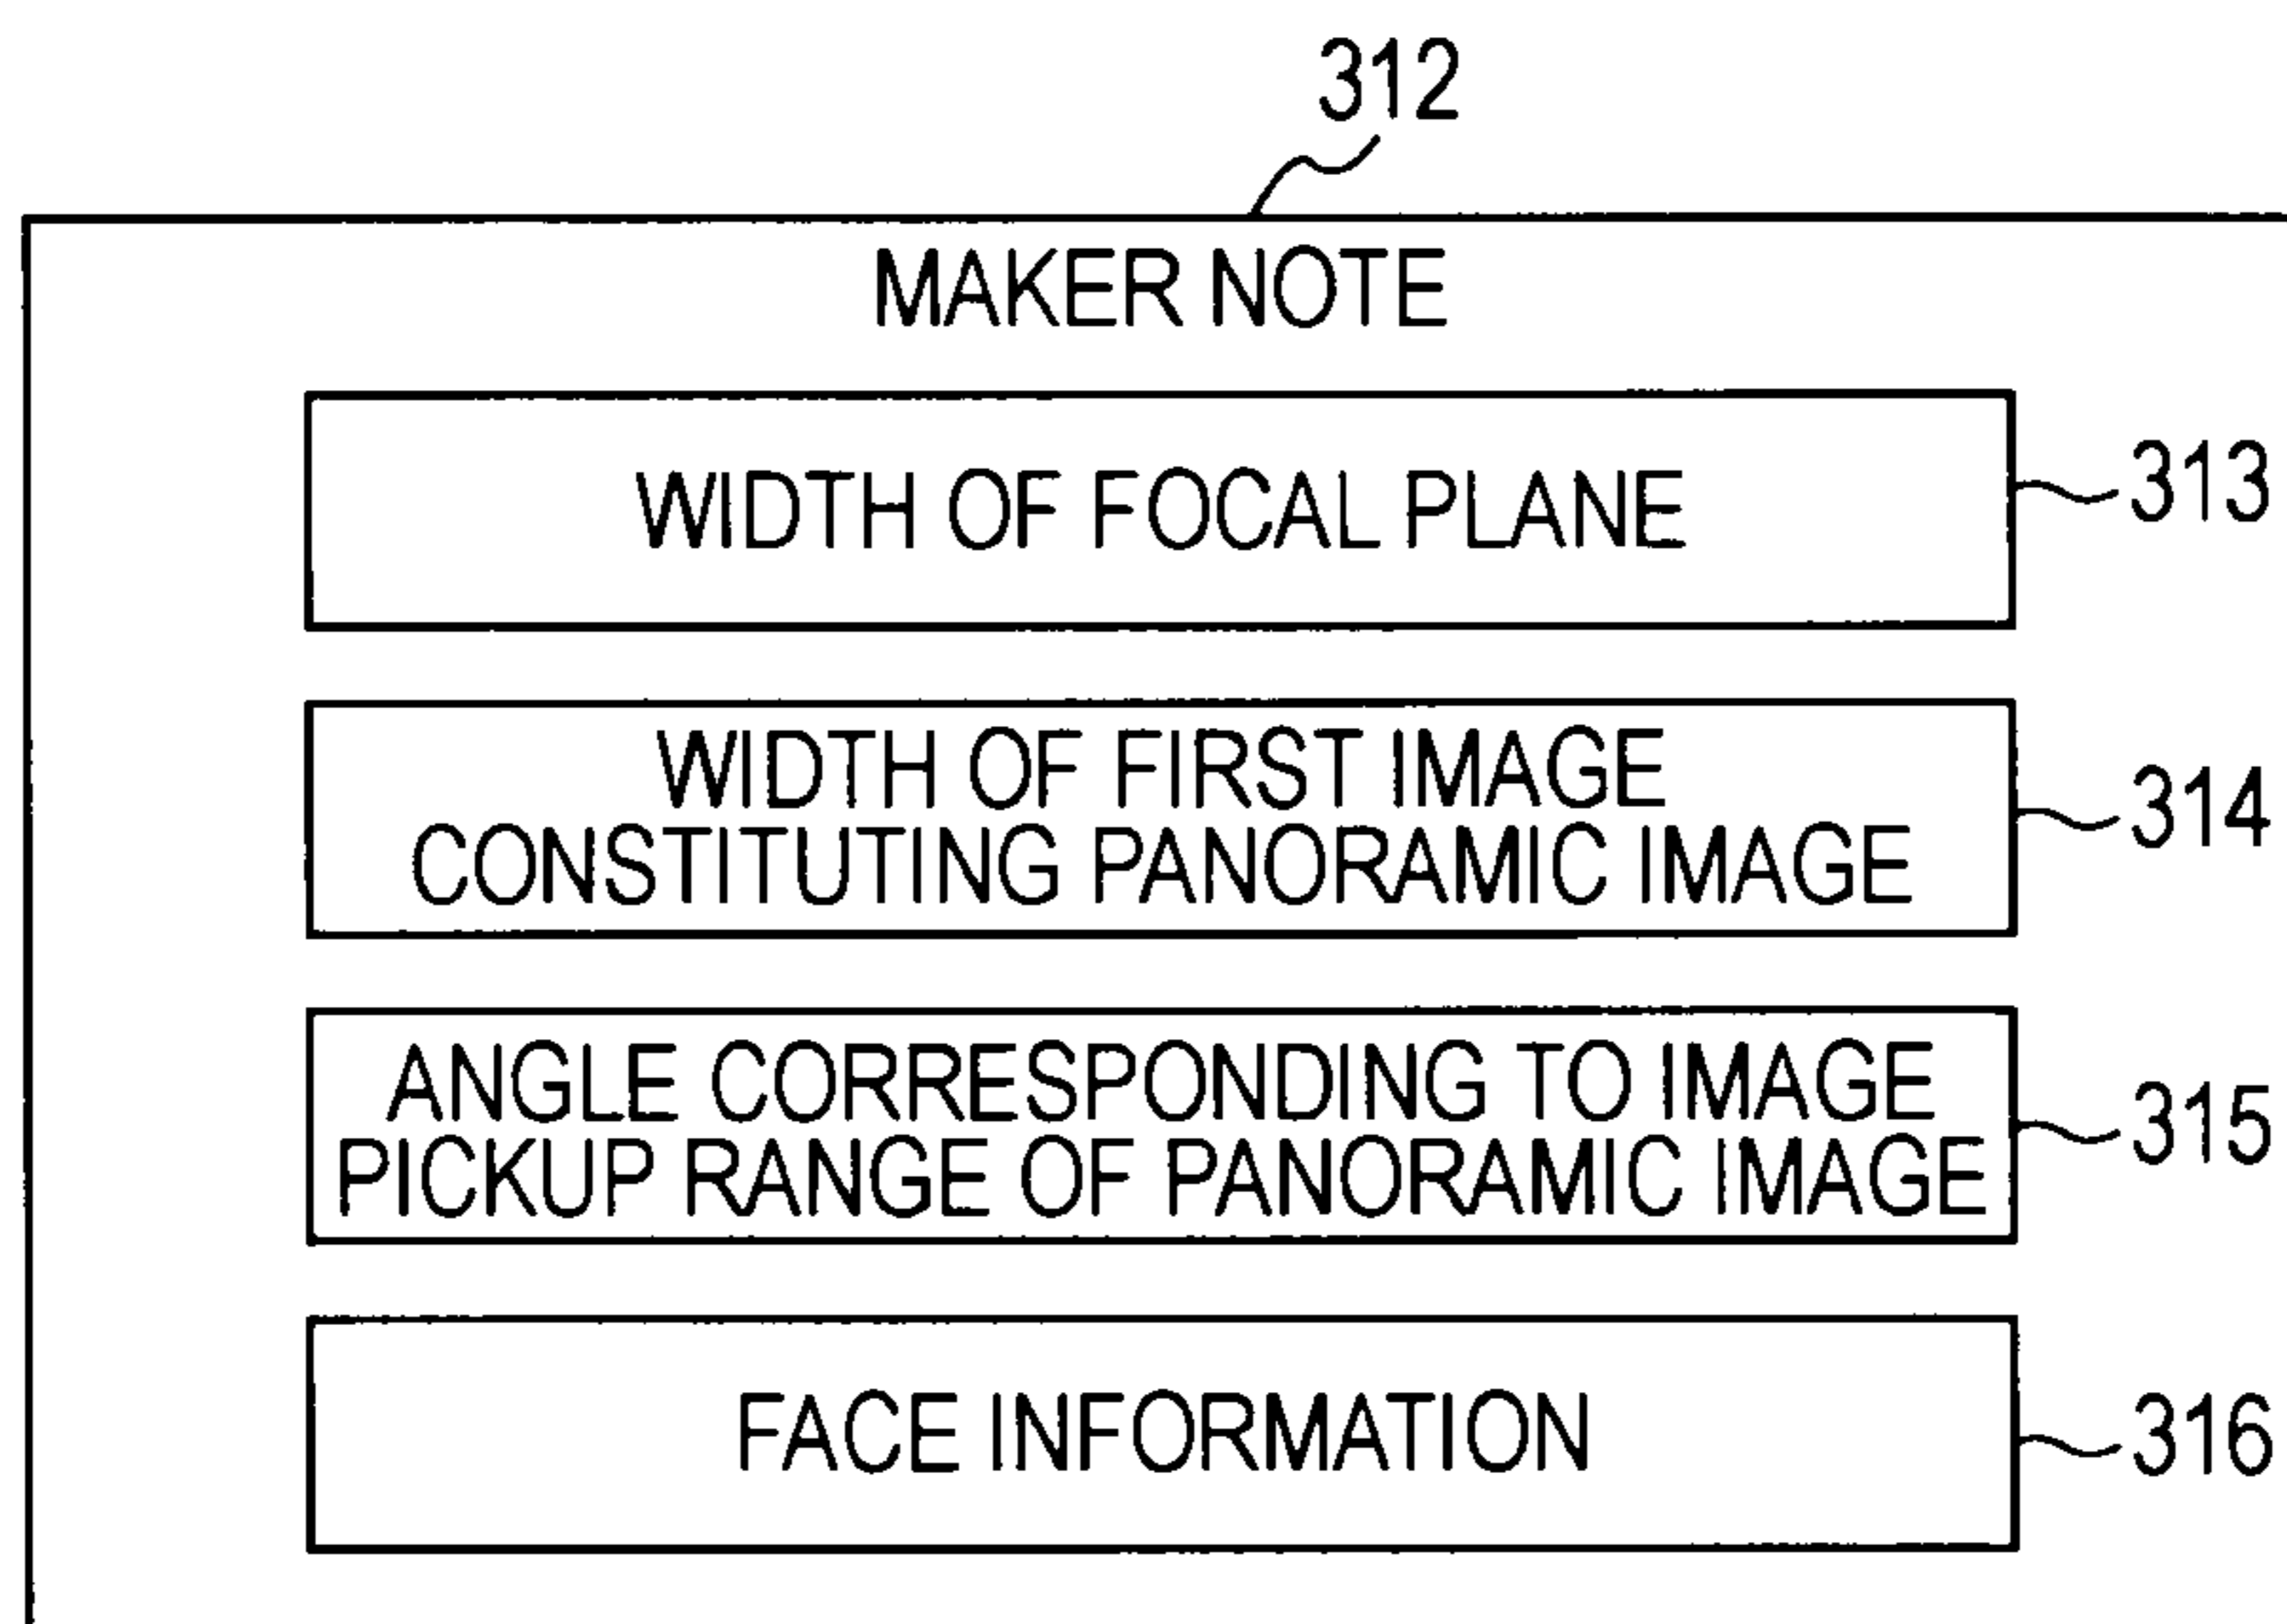 312
MAKER NOTE
WIDTH OF FOCAL PLANE
313
WIDTH OF FIRST IMAGE
CONSTITUTING PANORAMIC IMAGE
314
ANGLE CORRESPONDING TO IMAGE
PICKUP RANGE OF PANORAMIC IMAGE
315
FACE INFORMATION
316